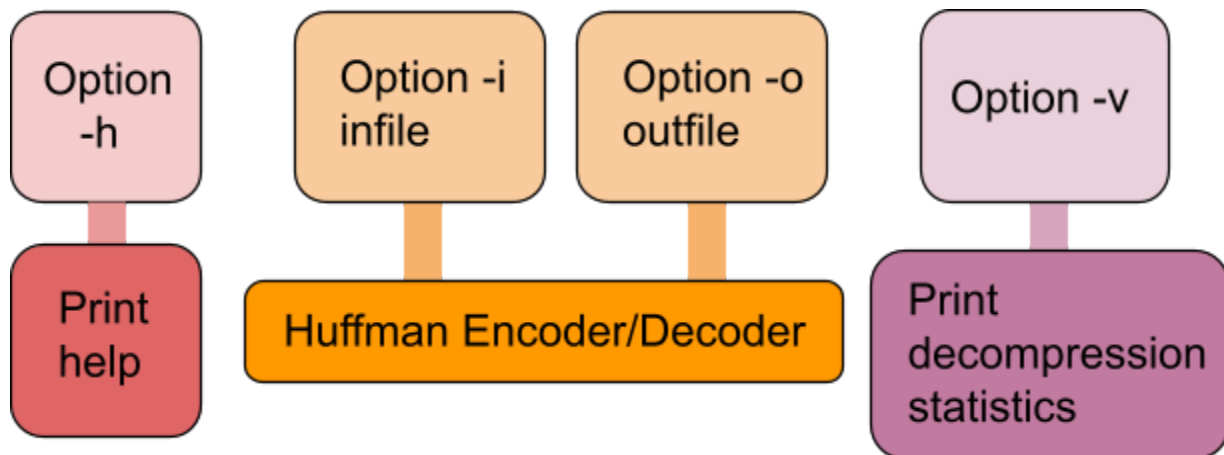 Option
-h
Option -i
infile
Option -o
outfile
Option -v
Print
help
Huffman Encoder/Decoder
Print
decompression
statistics